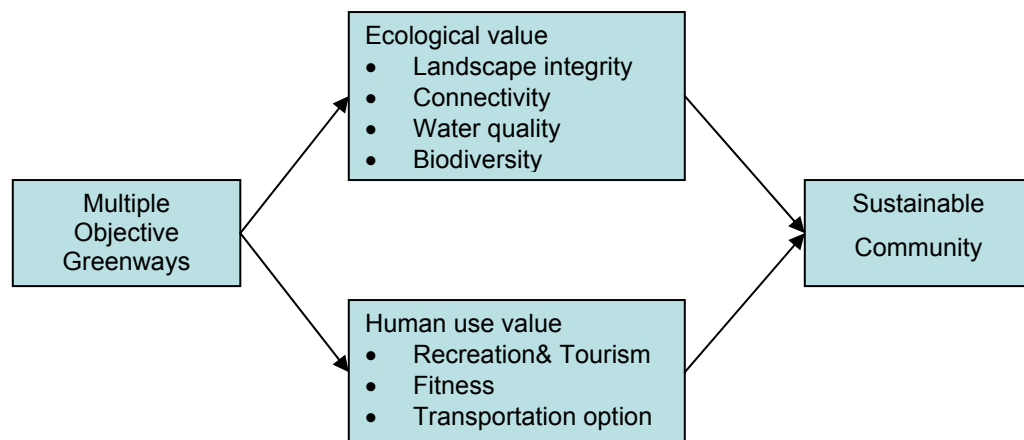 Ecological value
• Landscape integrity
• Connectivity
• Water quality
• Biodiversity
Multiple
Objective
Greenways
Sustainable
Community
Human use value
• Recreation& Tourism
• Fitness
• Transportation option